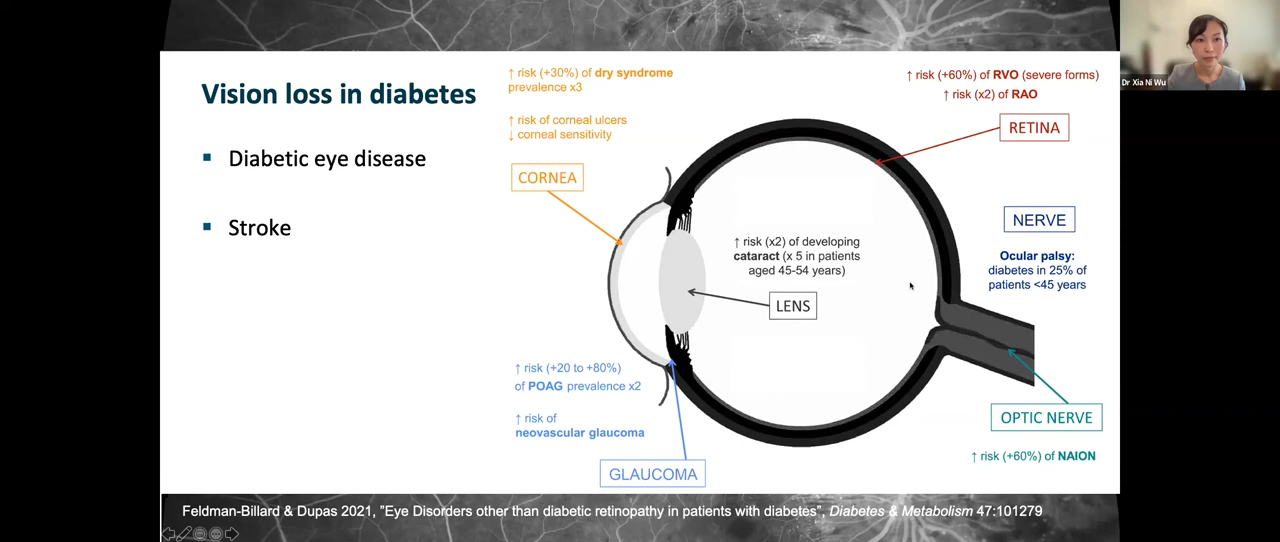 Vision loss in diabetes
▪ Diabetic eye disease
▪ Stroke
↑ risk (+30%) of dry syndrome
prevalence x3
↑ risk of corneal ulcers
↓ corneal sensitivity
CORNEA
↑ risk (+60%) of RVO (severe forms)
↑ risk (x2) of RAO
RETINA
NERVE
Ocular palsy:
diabetes in 25% of
patients <45 years
↑ risk (x2) of developing
cataract (x 5 in patients
aged 45-54 years)
LENS
↑ risk (+20 to +80%)
of POAG prevalence x2
↑ risk of
neovascular glaucoma
GLAUCOMA
OPTIC NERVE
↑ risk (+60%) of NAION
Feldman-Billard & Dupas 2021, "Eye Disorders other than diabetic retinopathy in patients with diabetes", Diabetes & Metabolism 47:101279
Dr Xia Ni Wu